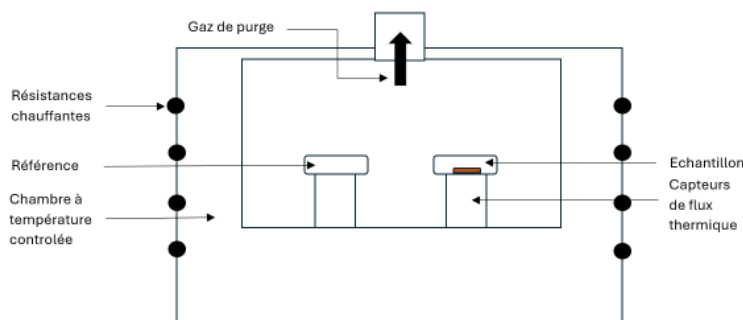 Gaz de purge
Résistances
chauffantes
Référence
Chambre à
température
controlée
Echantillon
Capteurs
de flux
thermique